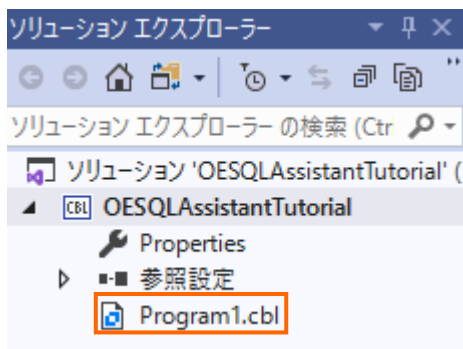 ソリューション エクスプローラー
ソリューション エクスプローラー の検索 (Ctr
ソリューション 'OESQLAssistantTutorial' (
CBL OESQLAssistantTutorial
Properties
参照設定
Program1.cbl